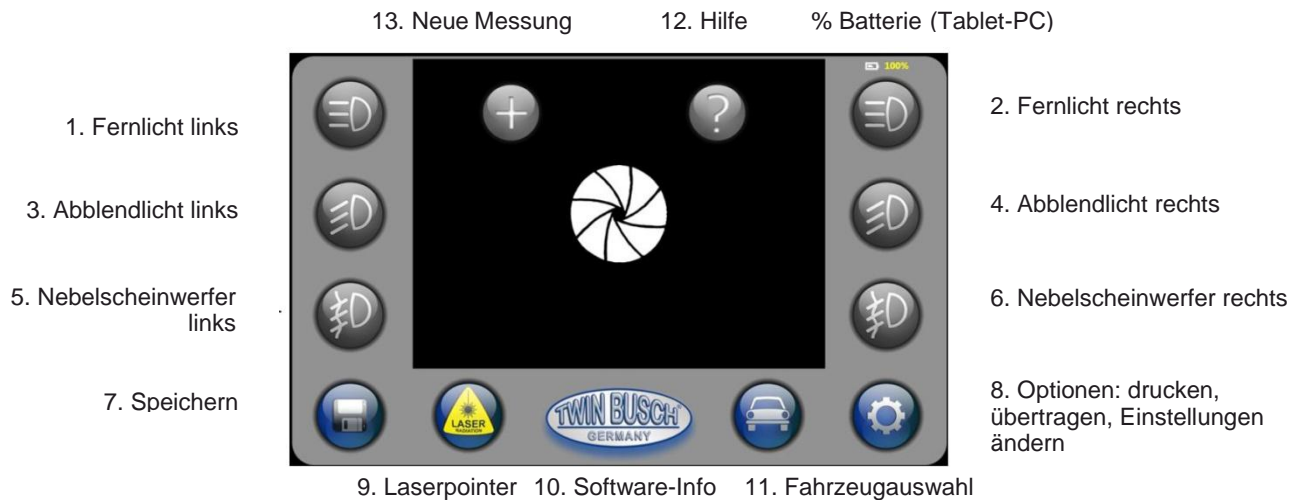 13. Neue Messung 12. Hilfe % Batterie (Tablet-PC)
100%
1. Fernlicht links
2. Fernlicht rechts
3. Abblendlicht links
4. Abblendlicht rechts
5. Nebelscheinwerfer
links
6. Nebelscheinwerfer rechts
7. Speichern
LASER
RADIATION
TWIN BUSCH
GERMANY
8. Optionen: drucken,
übertragen, Einstellungen
ändern
9. Laserpointer 10. Software-Info 11. Fahrzeugauswahl